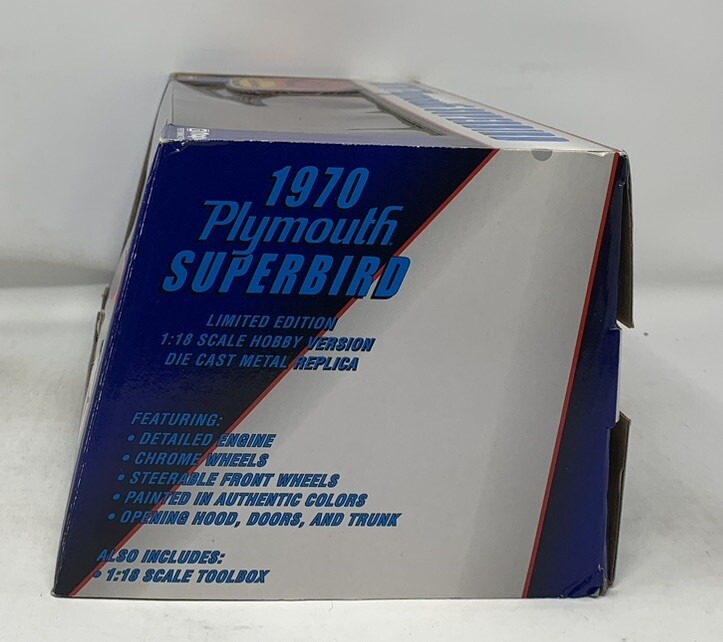 1970
Plymouth
SUPERBIRD
LIMITED EDITION
1:18 SCALE HOBBY VERSION
DIE CAST METAL REPLICA
FEATURING:
• DETAILED ENGINE
• CHROME WHEELS
• STEERABLE FRONT WHEELS
• PAINTED IN AUTHENTIC COLORS
• OPENING HOOD, DOORS, AND TRUNK
ALSO INCLUDES:
• 1:18 SCALE TOOLBOX